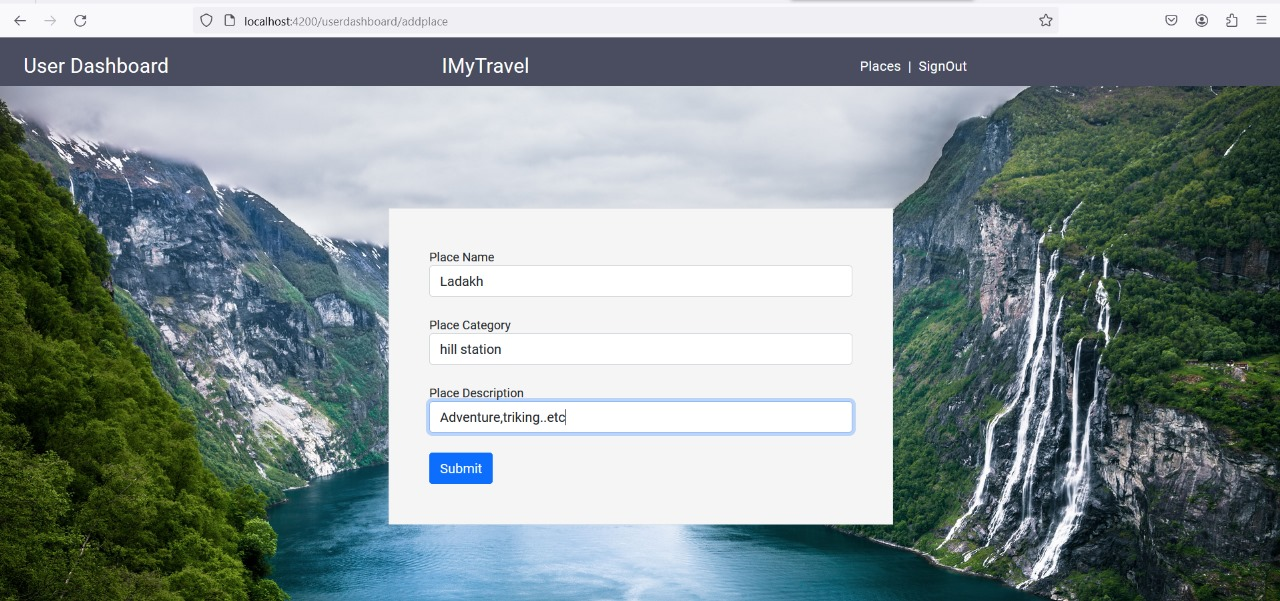 localhost:4200/userdashboard/addplace
User Dashboard IMyTravel Places | SignOut
Place Name
Ladakh
Place Category
hill station
Place Description
Adventure,triking..etc
Submit